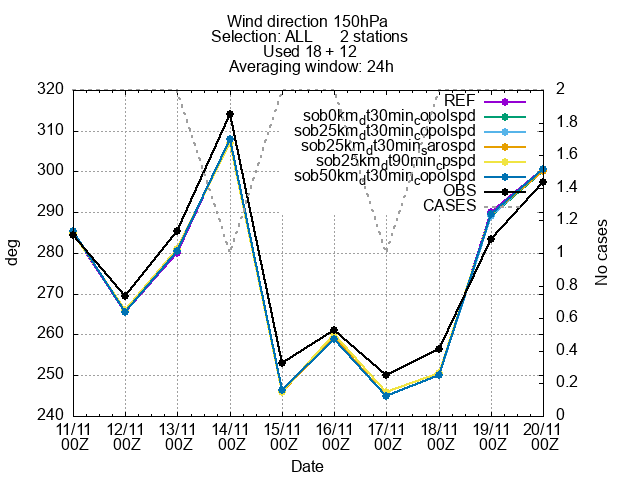 Wind direction 150hPa
Selection: ALL 2 stations
Used 18 + 12
Averaging window: 24h
320
310
300
290
280
270
260
250
240
deg
2
1.8
1.6
1.4
1.2
1
0.8
0.6
0.4
0.2
0
No cases
REF
sob0km_dt30min_copolspd
sob25km_dt30min_copolspd
sob25km_dt30min_sarospd
sob25km_dt90min_cpspd
sob50km_dt30min_copolspd
OBS
CASES
11/11 12/11 13/11 14/11 15/11 16/11 17/11 18/11 19/11 20/11
00Z 00Z 00Z 00Z 00Z 00Z 00Z 00Z 00Z 00Z
Date